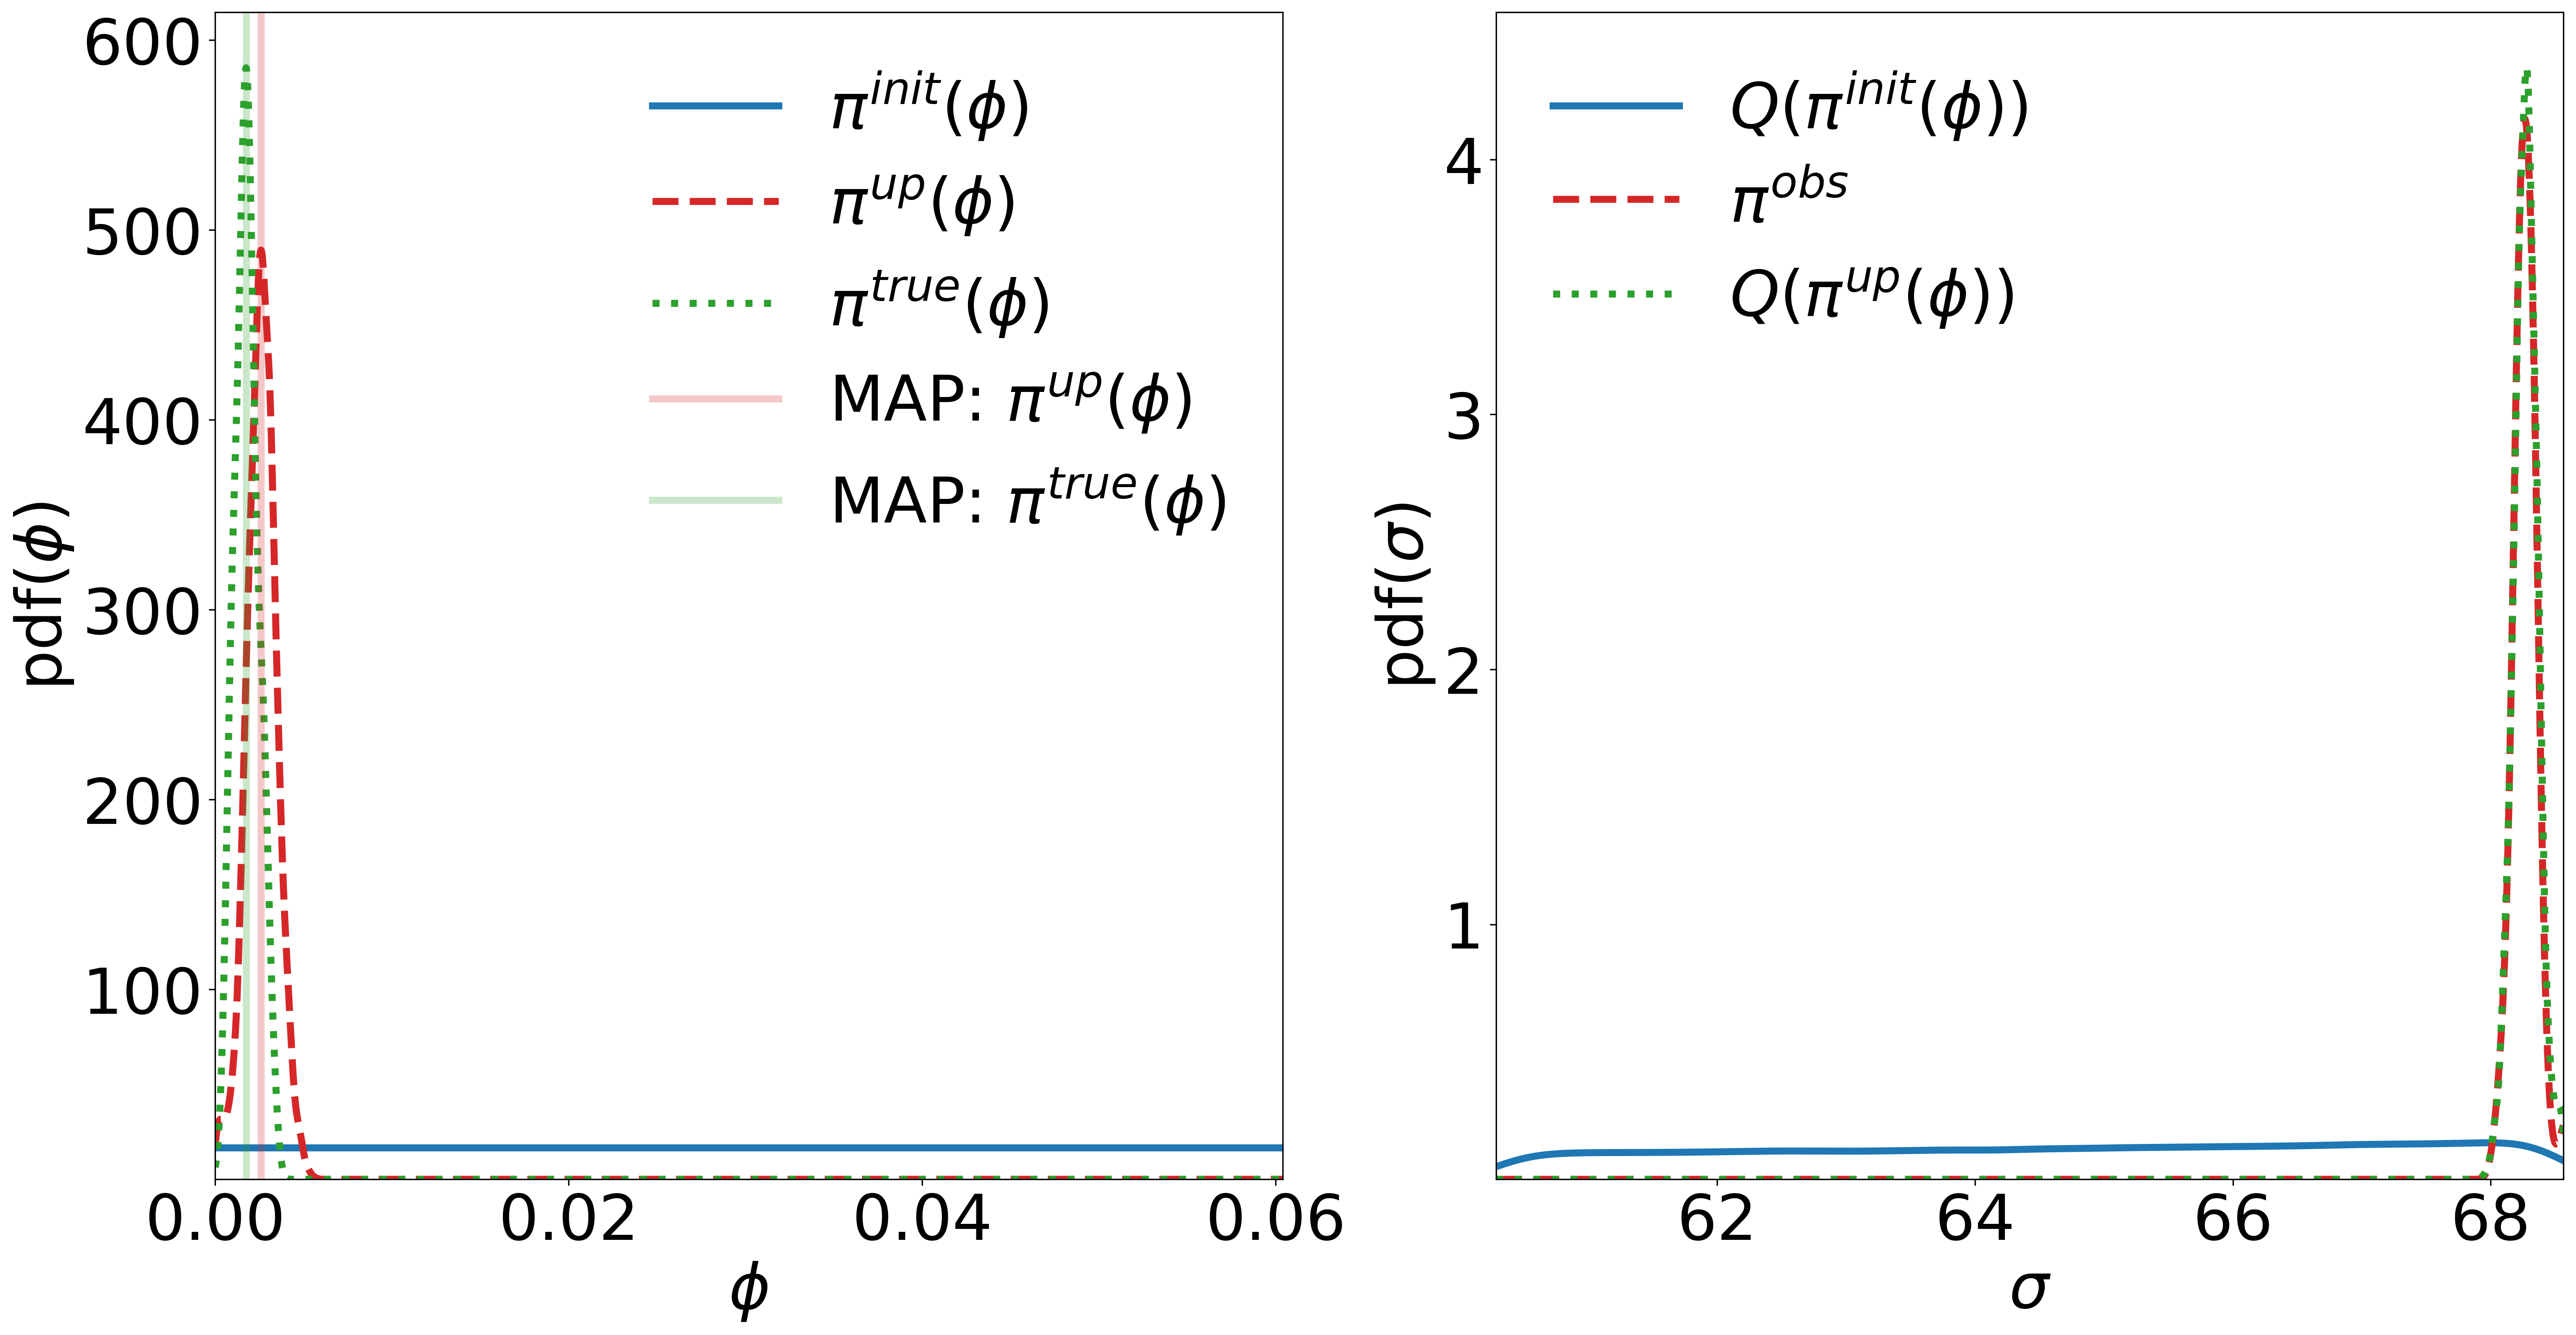 600
500
400
300
200
100
pdf(ϕ)
π^{init}(ϕ)
π^{up}(ϕ)
π^{true}(ϕ)
MAP: π^{up}(ϕ)
MAP: π^{true}(ϕ)
0.00 0.02 0.04 0.06
ϕ
4
3
2
1
pdf(σ)
Q(π^{init}(ϕ))
π^{obs}
Q(π^{up}(ϕ))
62 64 66 68
σ